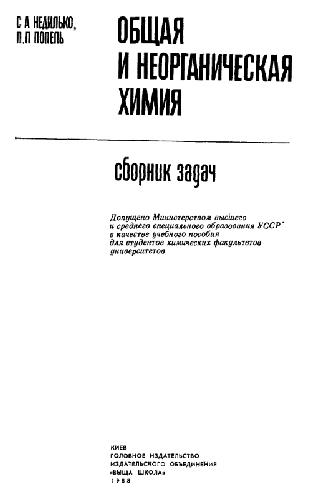 С. А. НЕДИЛЬКО,
П. П. ПОПЕЛЬ
ОБЩАЯ
И НЕОРГАНИЧЕСКАЯ
ХИМИЯ
сборник задач
Допущено Министерством высшего
и среднего специального образования УССР
в качестве учебного пособия
для студентов химических факультетов
университетов
КИЕВ
ГОЛОВНОЕ ИЗДАТЕЛЬСТВО
ИЗДАТЕЛЬСКОГО ОБЪЕДИНЕНИЯ
«ВЫЩА ШКОЛА»
1988